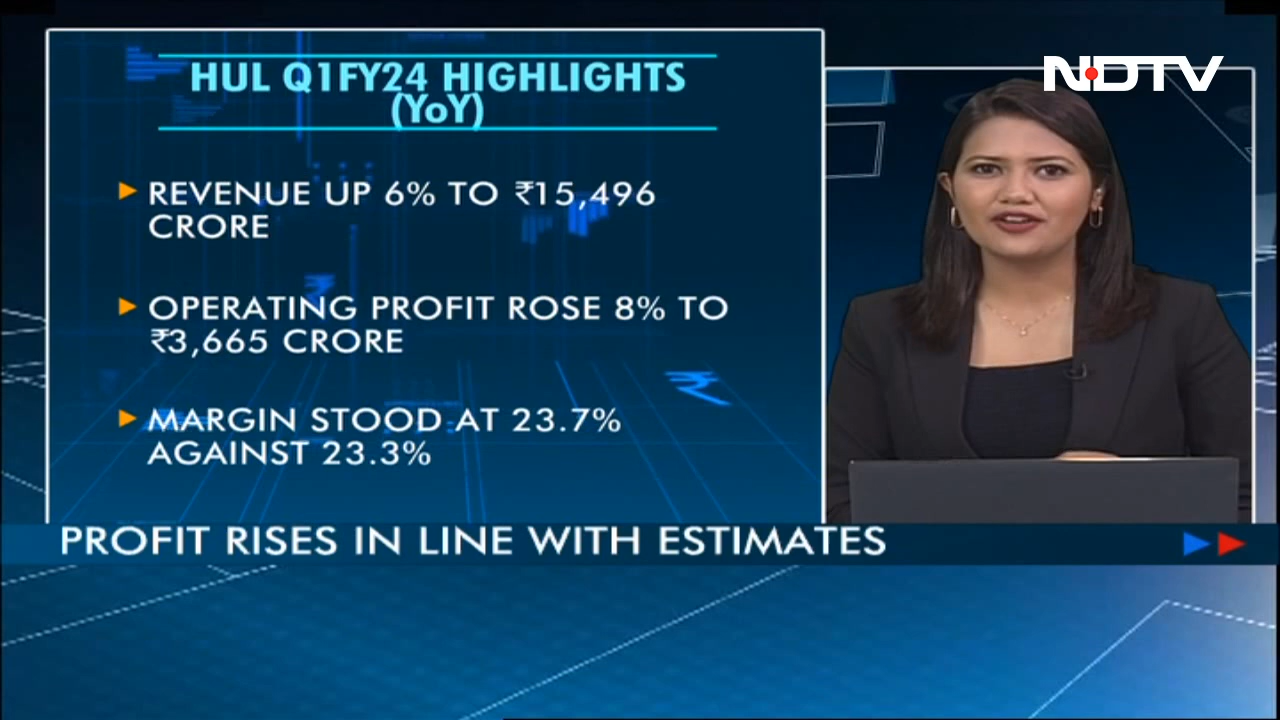 HUL Q1FY24 HIGHLIGHTS
(YoY)
REVENUE UP 6% TO ₹15,496
CRORE
OPERATING PROFIT ROSE 8% TO
₹3,665 CRORE
MARGIN STOOD AT 23.7%
AGAINST 23.3%
NDTV
PROFIT RISES IN LINE WITH ESTIMATES